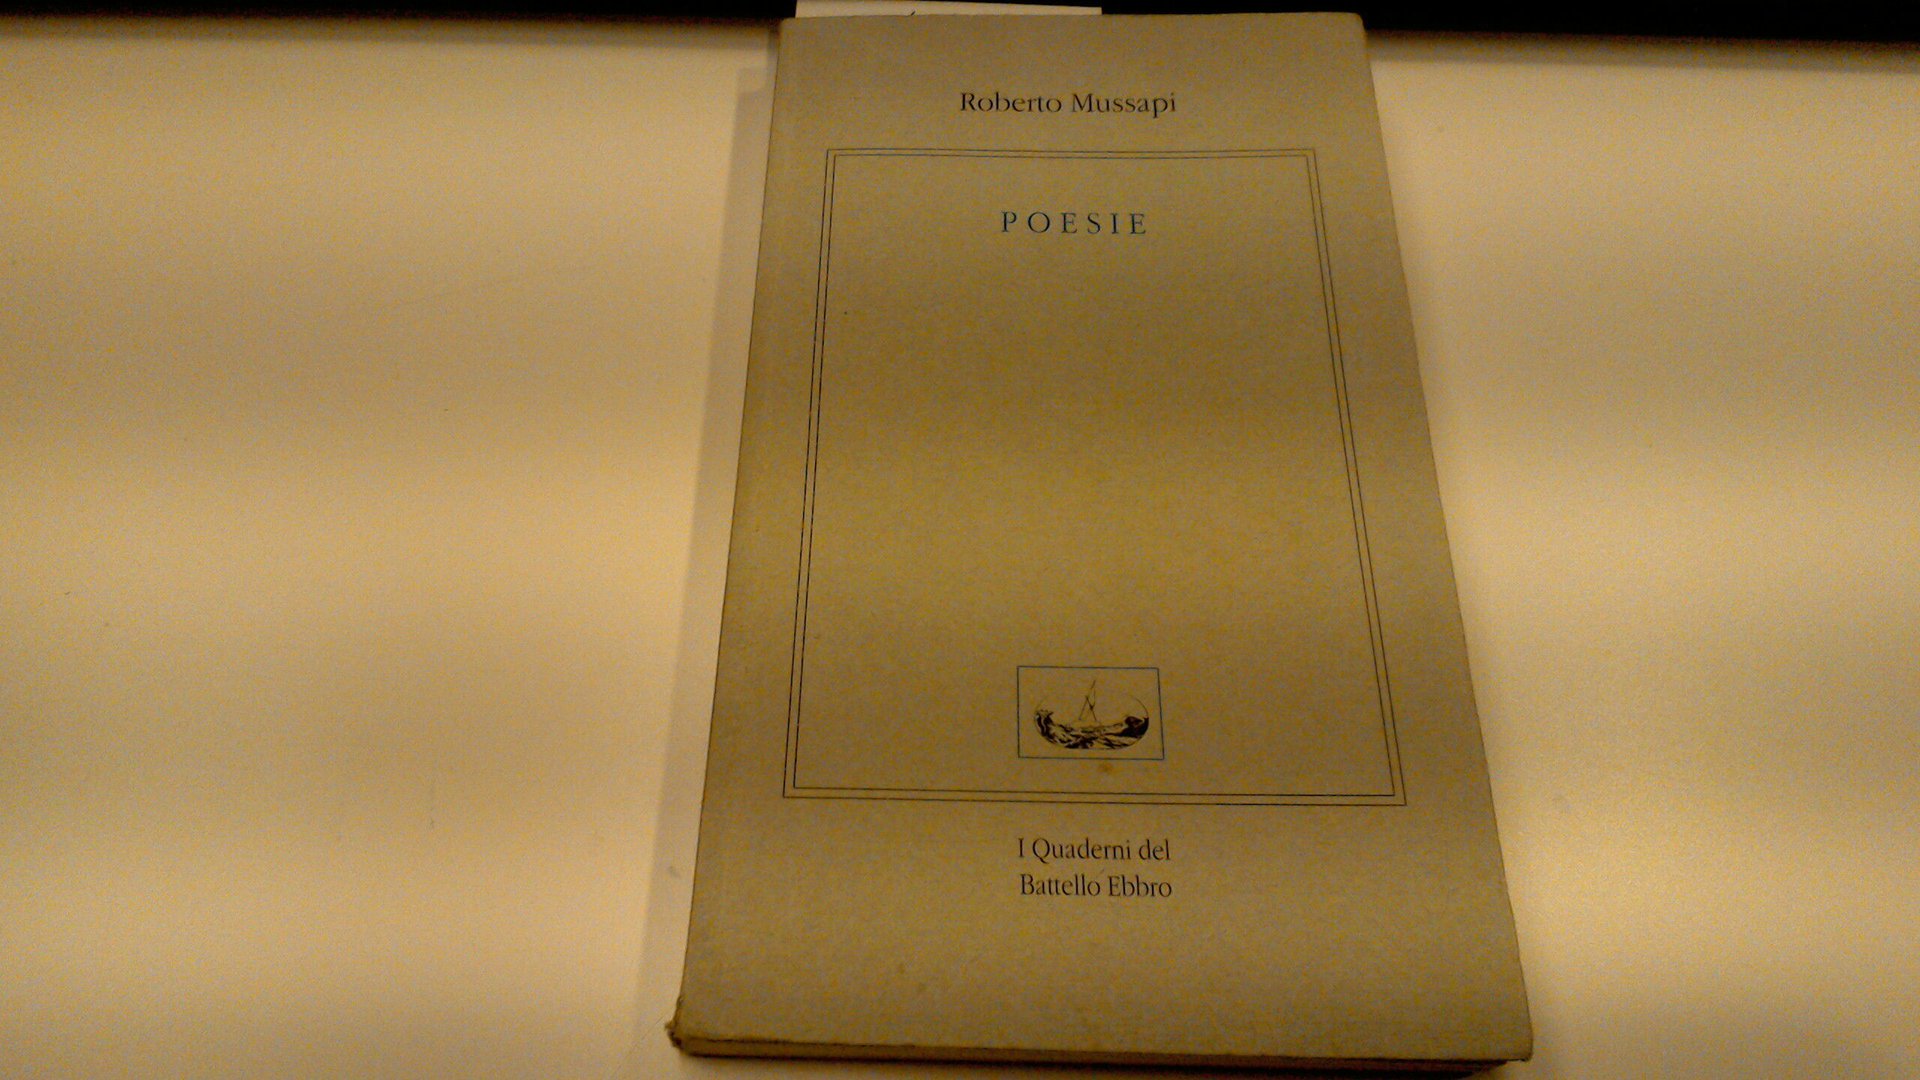 Roberto Mussapi
POESIE
I Quaderni del
Battello Ebbro